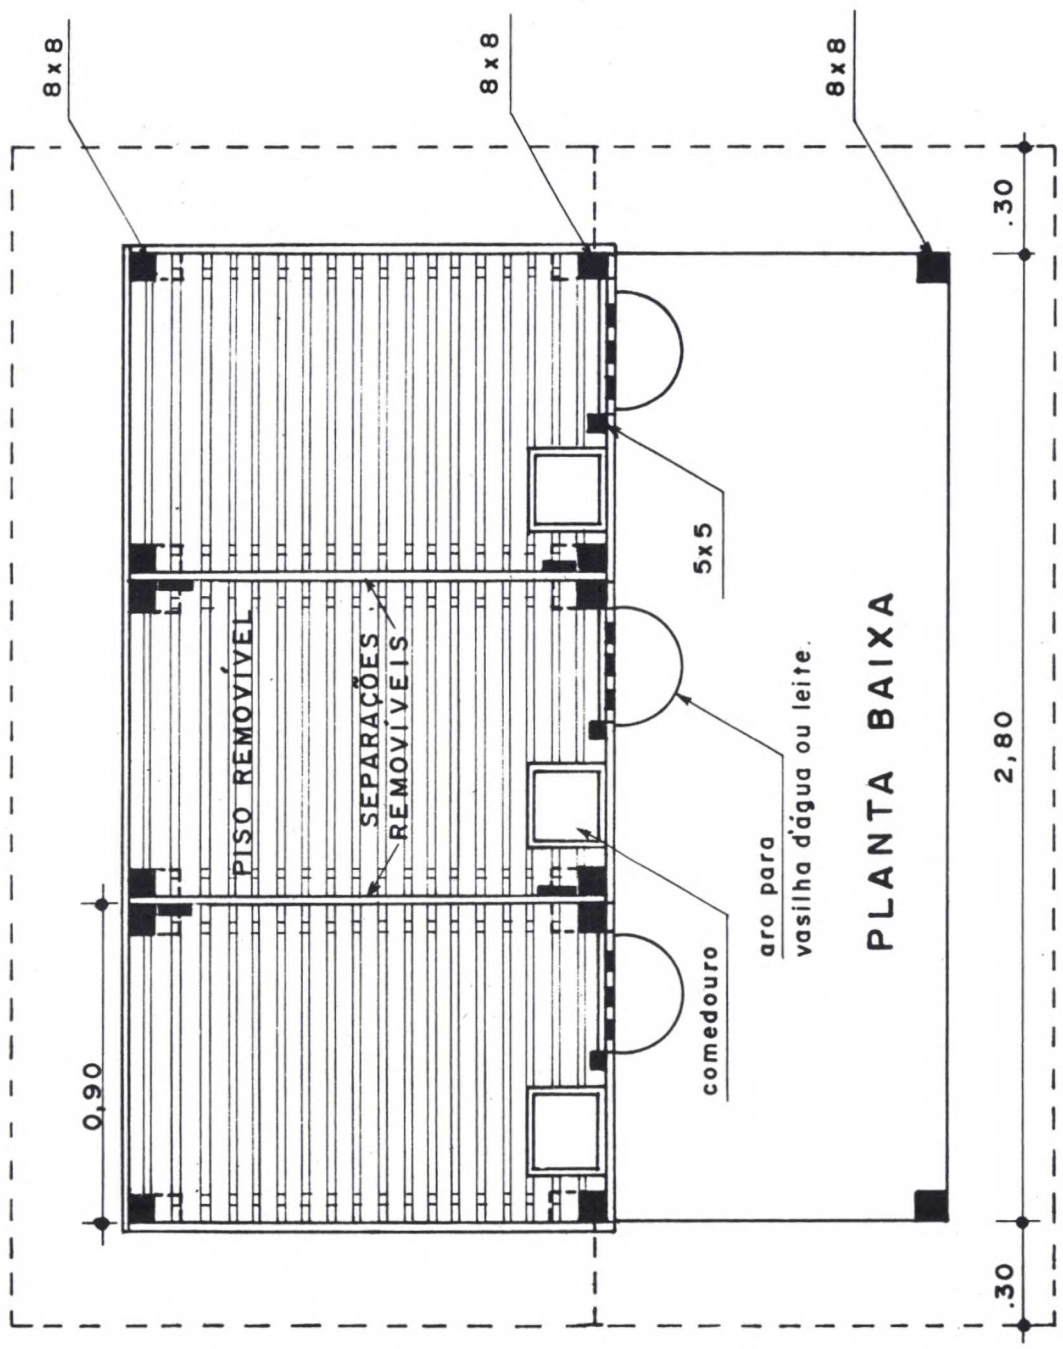 8x8
8x8
8x8
.30
2,80
.30
0,90
PISO REMOVÍVEL
SEPARAÇÕES
REMOVÍVEIS
5x5
comedouro
aro para
vasilha d'água ou leite.
PLANTA BAIXA